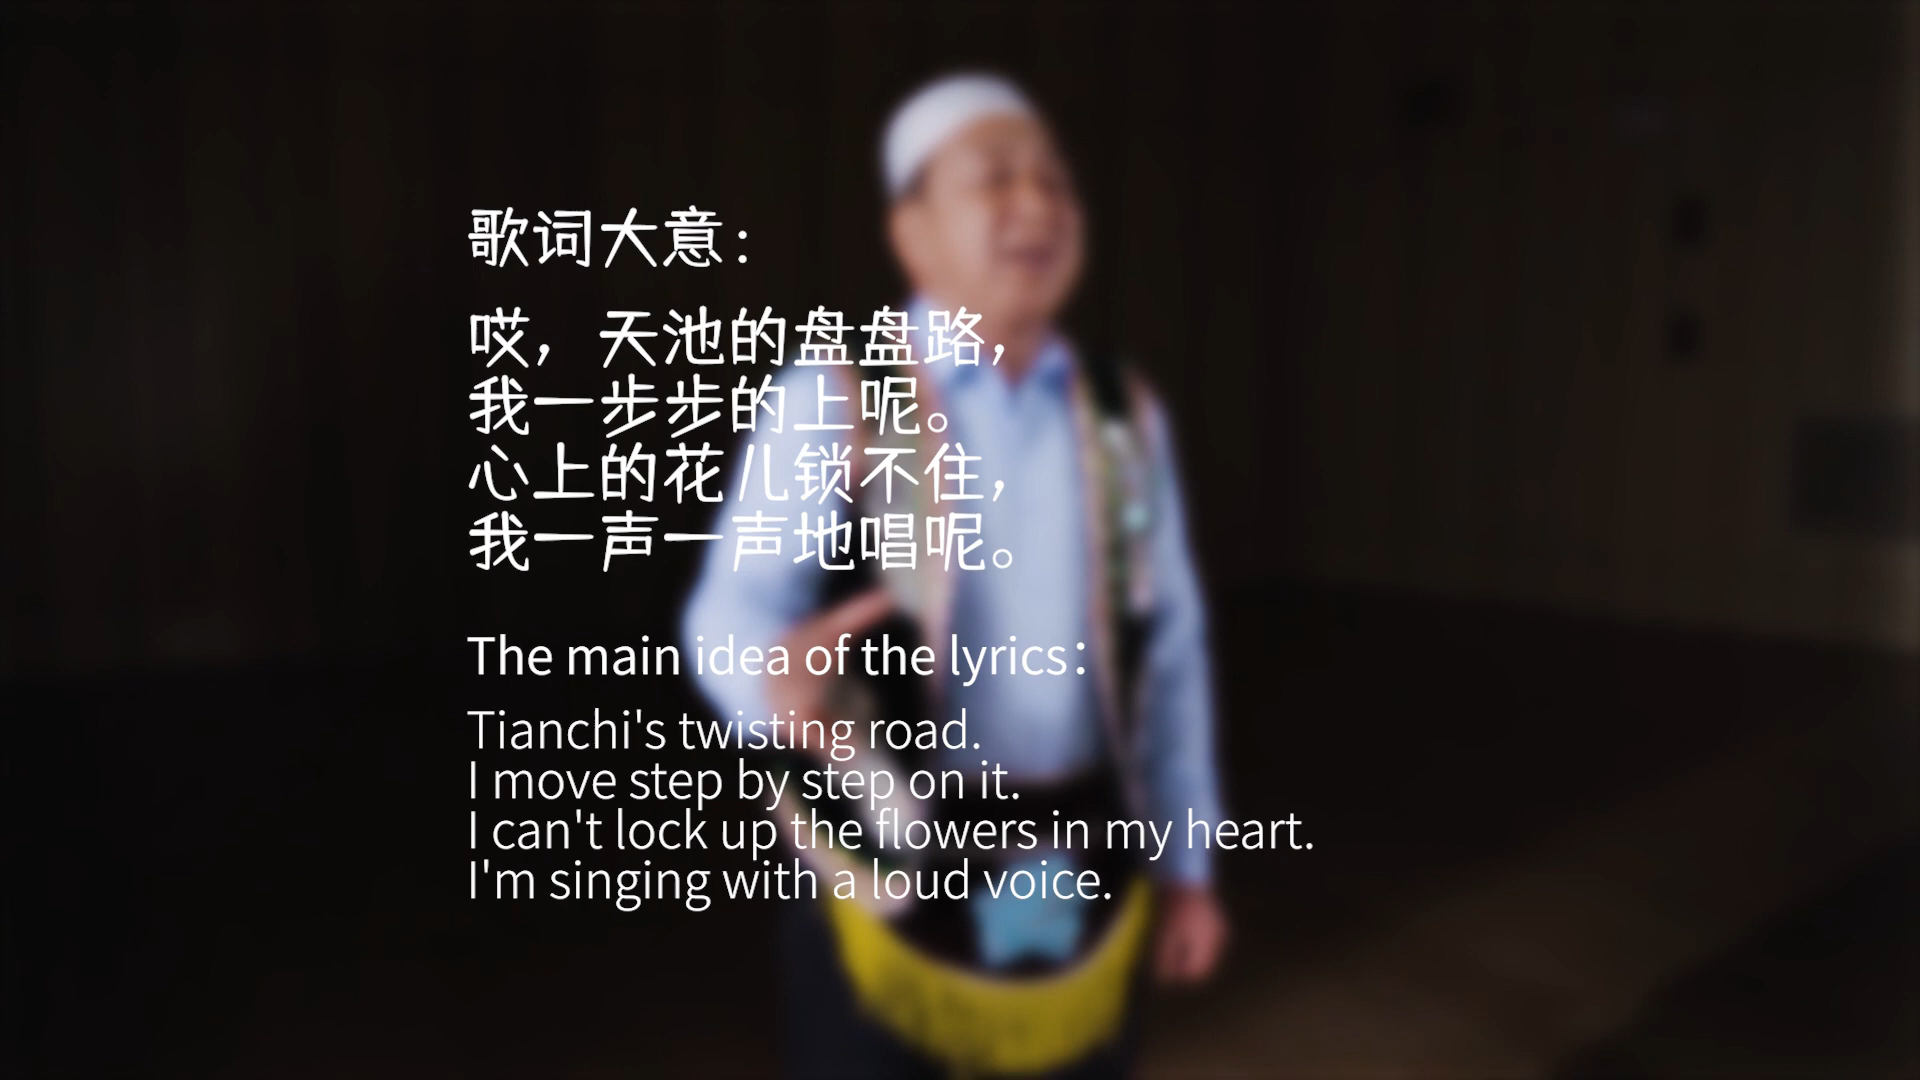 歌词大意：
哎，天池的盘盘路，
我一步步的上呢。
心上的花儿锁不住，
我一声一声地唱呢。
The main idea of the lyrics：
Tianchi's twisting road.
I move step by step on it.
I can't lock up the flowers in my heart.
I'm singing with a loud voice.